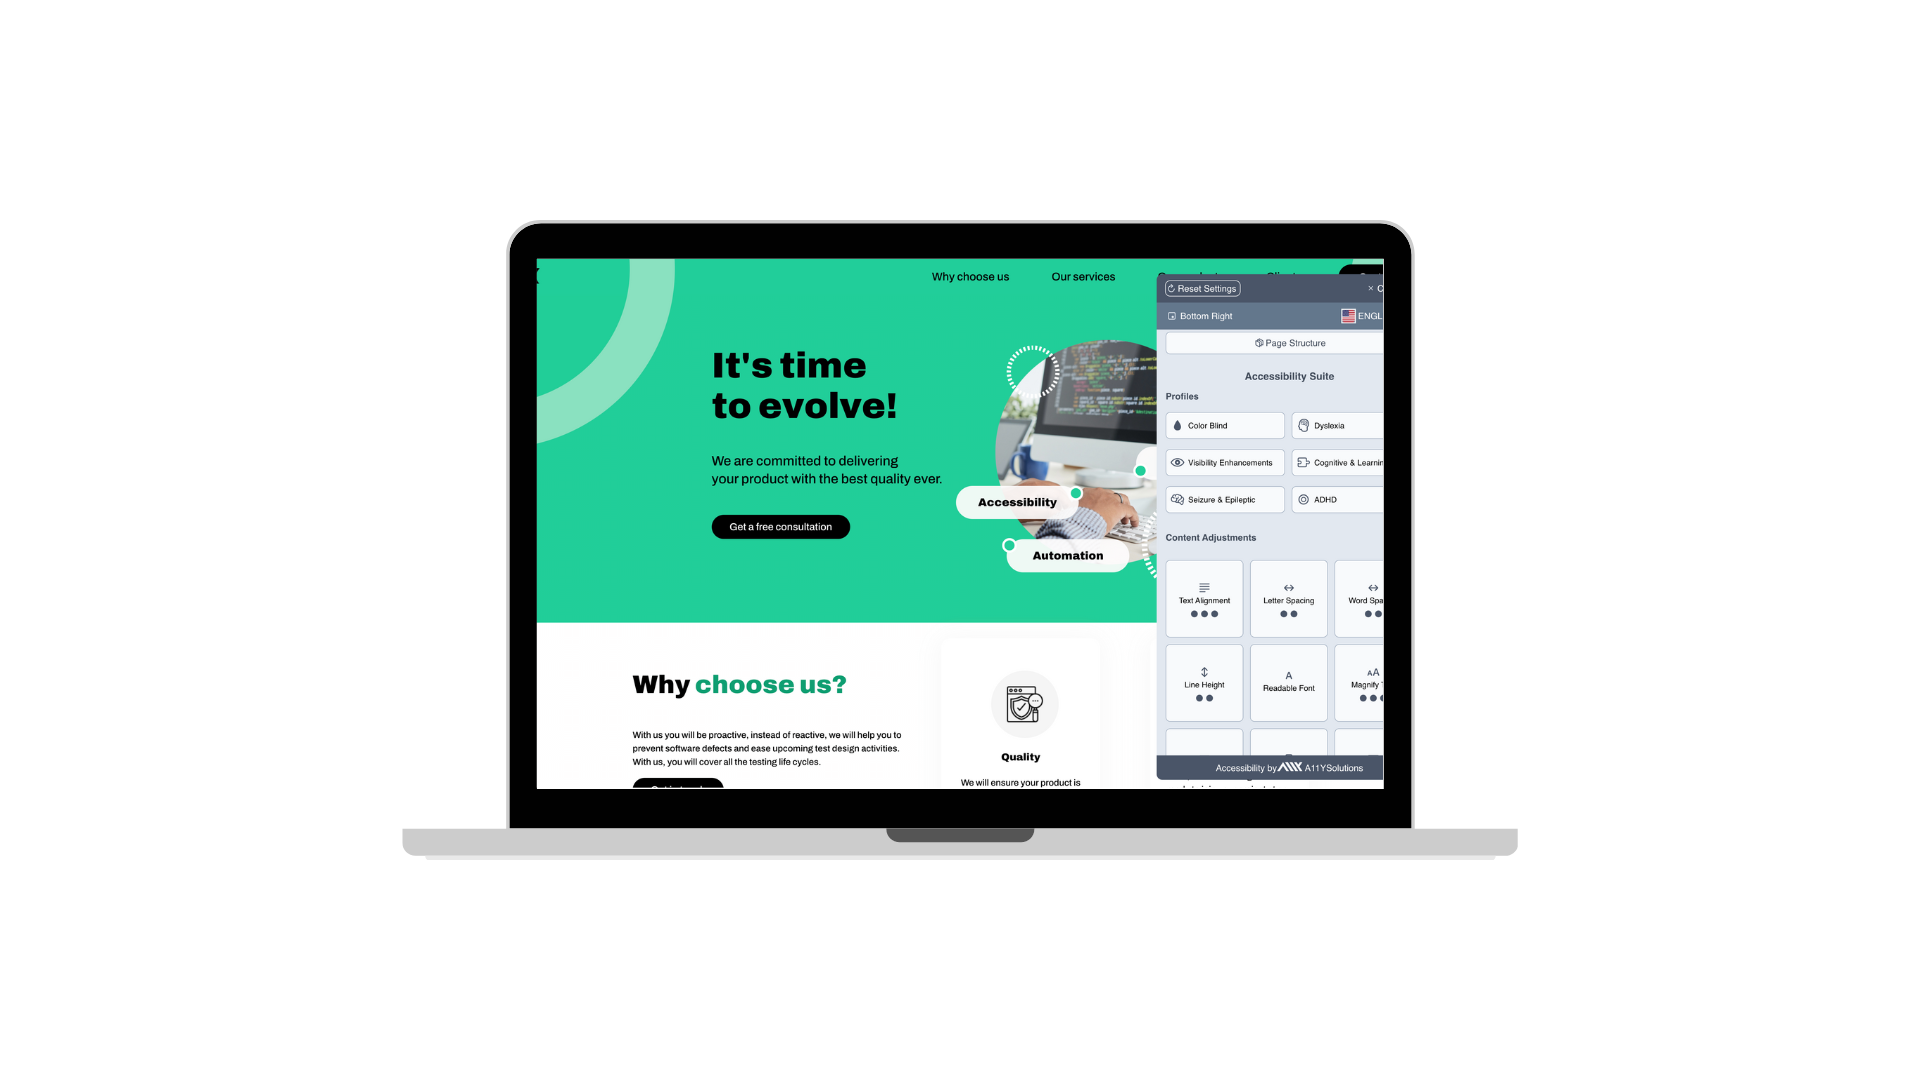 Why choose us
Our services
It's time
to evolve!
We are committed to delivering
your product with the best quality ever.
Get a free consultation
Accessibility
Automation
Why choose us?
With us you will be proactive, instead of reactive, we will help you to
prevent software defects and ease upcoming test design activities.
With us, you will cover all the testing life cycles.
Quality
We will ensure your product is
Reset Settings
× C
Bottom Right
ENGL
Page Structure
Accessibility Suite
Profiles
Color Blind
Dyslexia
Visibility Enhancements
Cognitive & Learnin
Seizure & Epileptic
ADHD
Content Adjustments
Text Alignment
Letter Spacing
Word Spa
Line Height
A
Readable Font
AA
Magnify
Accessibility by A11YSolutions